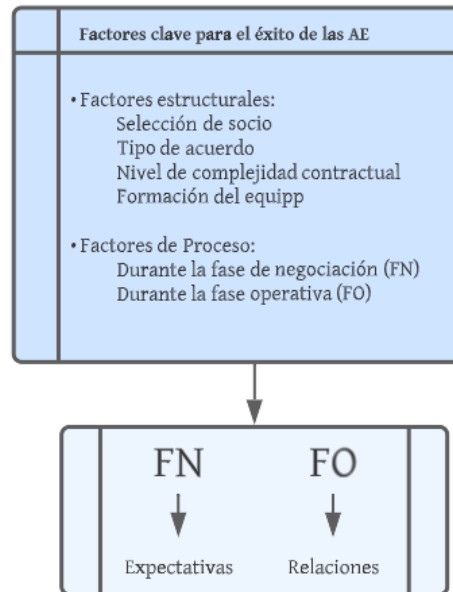 Factores clave para el éxito de las AE
• Factores estructurales:
Selección de socio
Tipo de acuerdo
Nivel de complejidad contractual
Formación del equipp
• Factores de Proceso:
Durante la fase de negociación (FN)
Durante la fase operativa (FO)
FN FO
Expectativas Relaciones